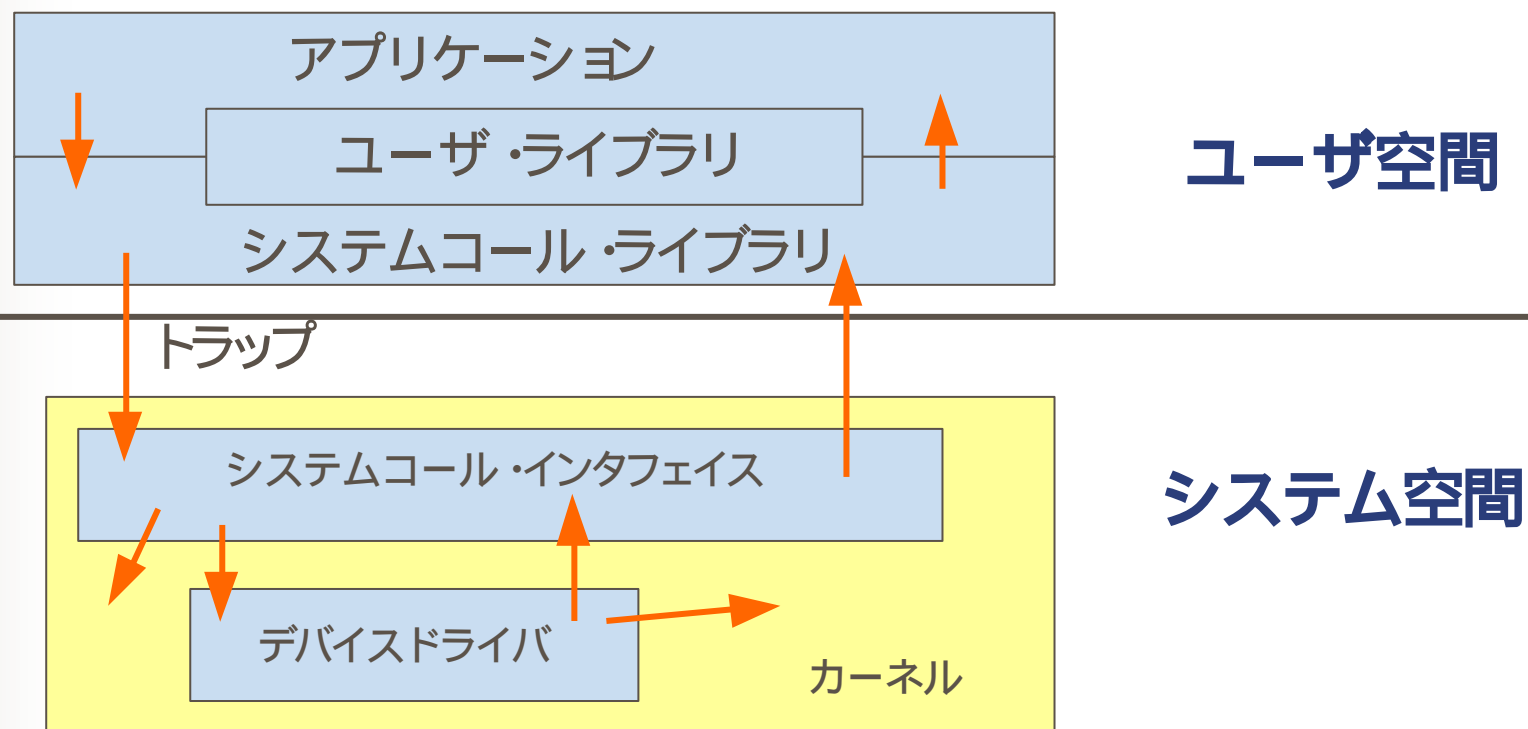 アプリケーション
ユーザ・ライブラリ
ユーザ空間
システムコール・ライブラリ
トラップ
システムコール・インタフェイス
システム空間
デバイスドライバ
カーネル